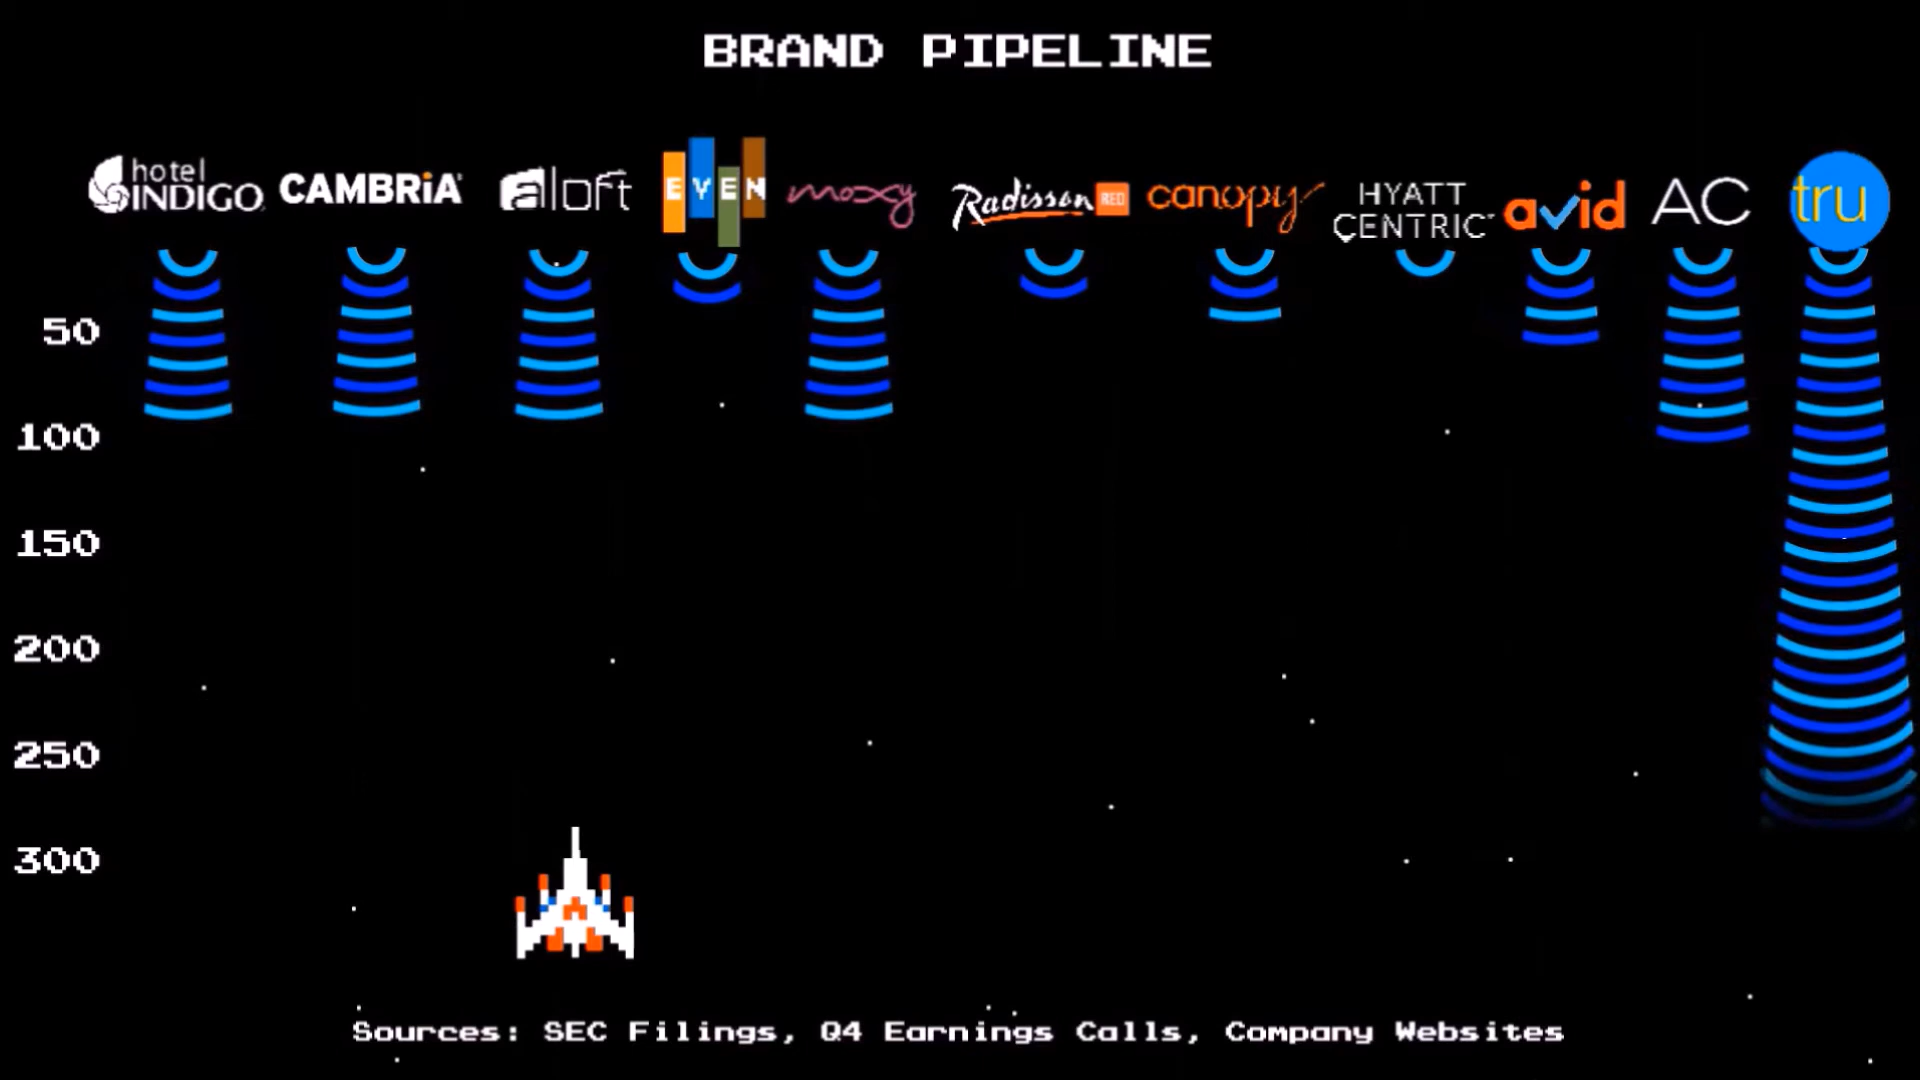 BRAND PIPELINE
hotel INDIGO CAMBRiA aloft EVEN moxy Radisson RED canopy HYATT CENTRIC avid AC tru
50
100
150
200
250
300
Sources: SEC Filings, Q4 Earnings Calls, Company Websites